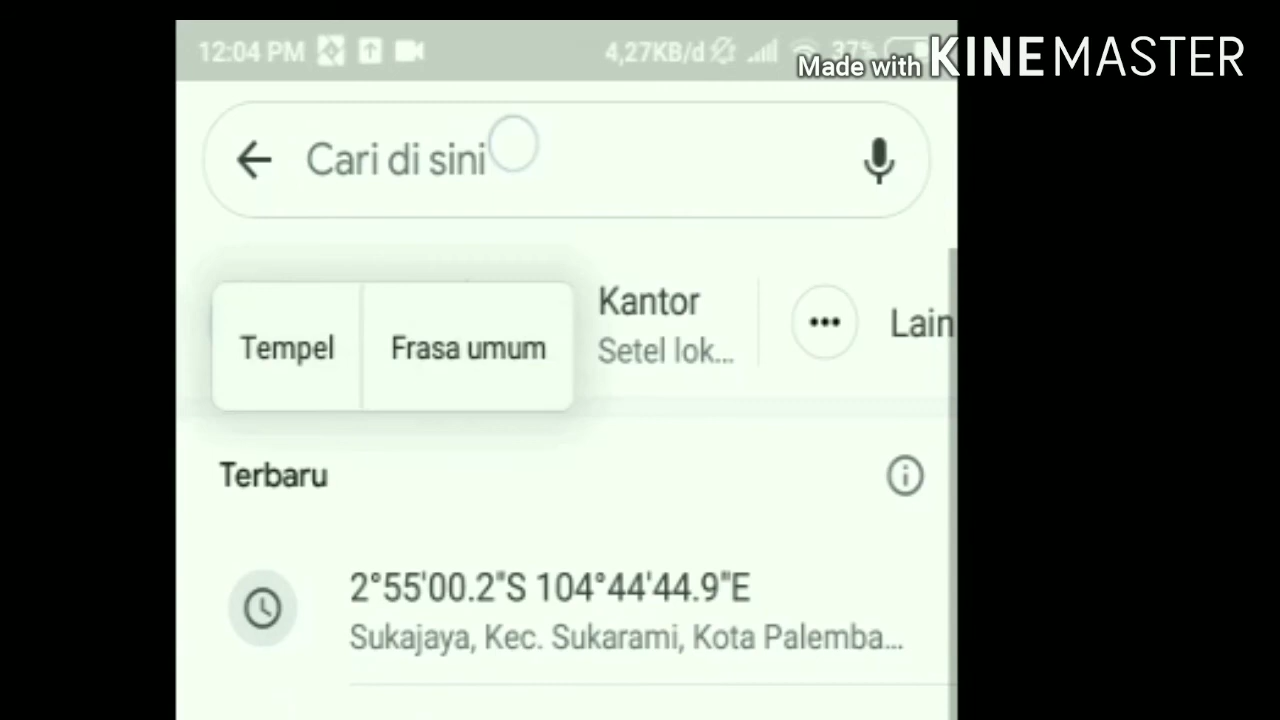 12:04 PM 4,27KB/d 37%
Made with KINEMASTER
Cari di sini
Kantor
Setel lok...
Lain
Tempel
Frasa umum
Terbaru
2°55'00.2"S 104°44'44.9"E
Sukajaya, Kec. Sukarami, Kota Palemba...